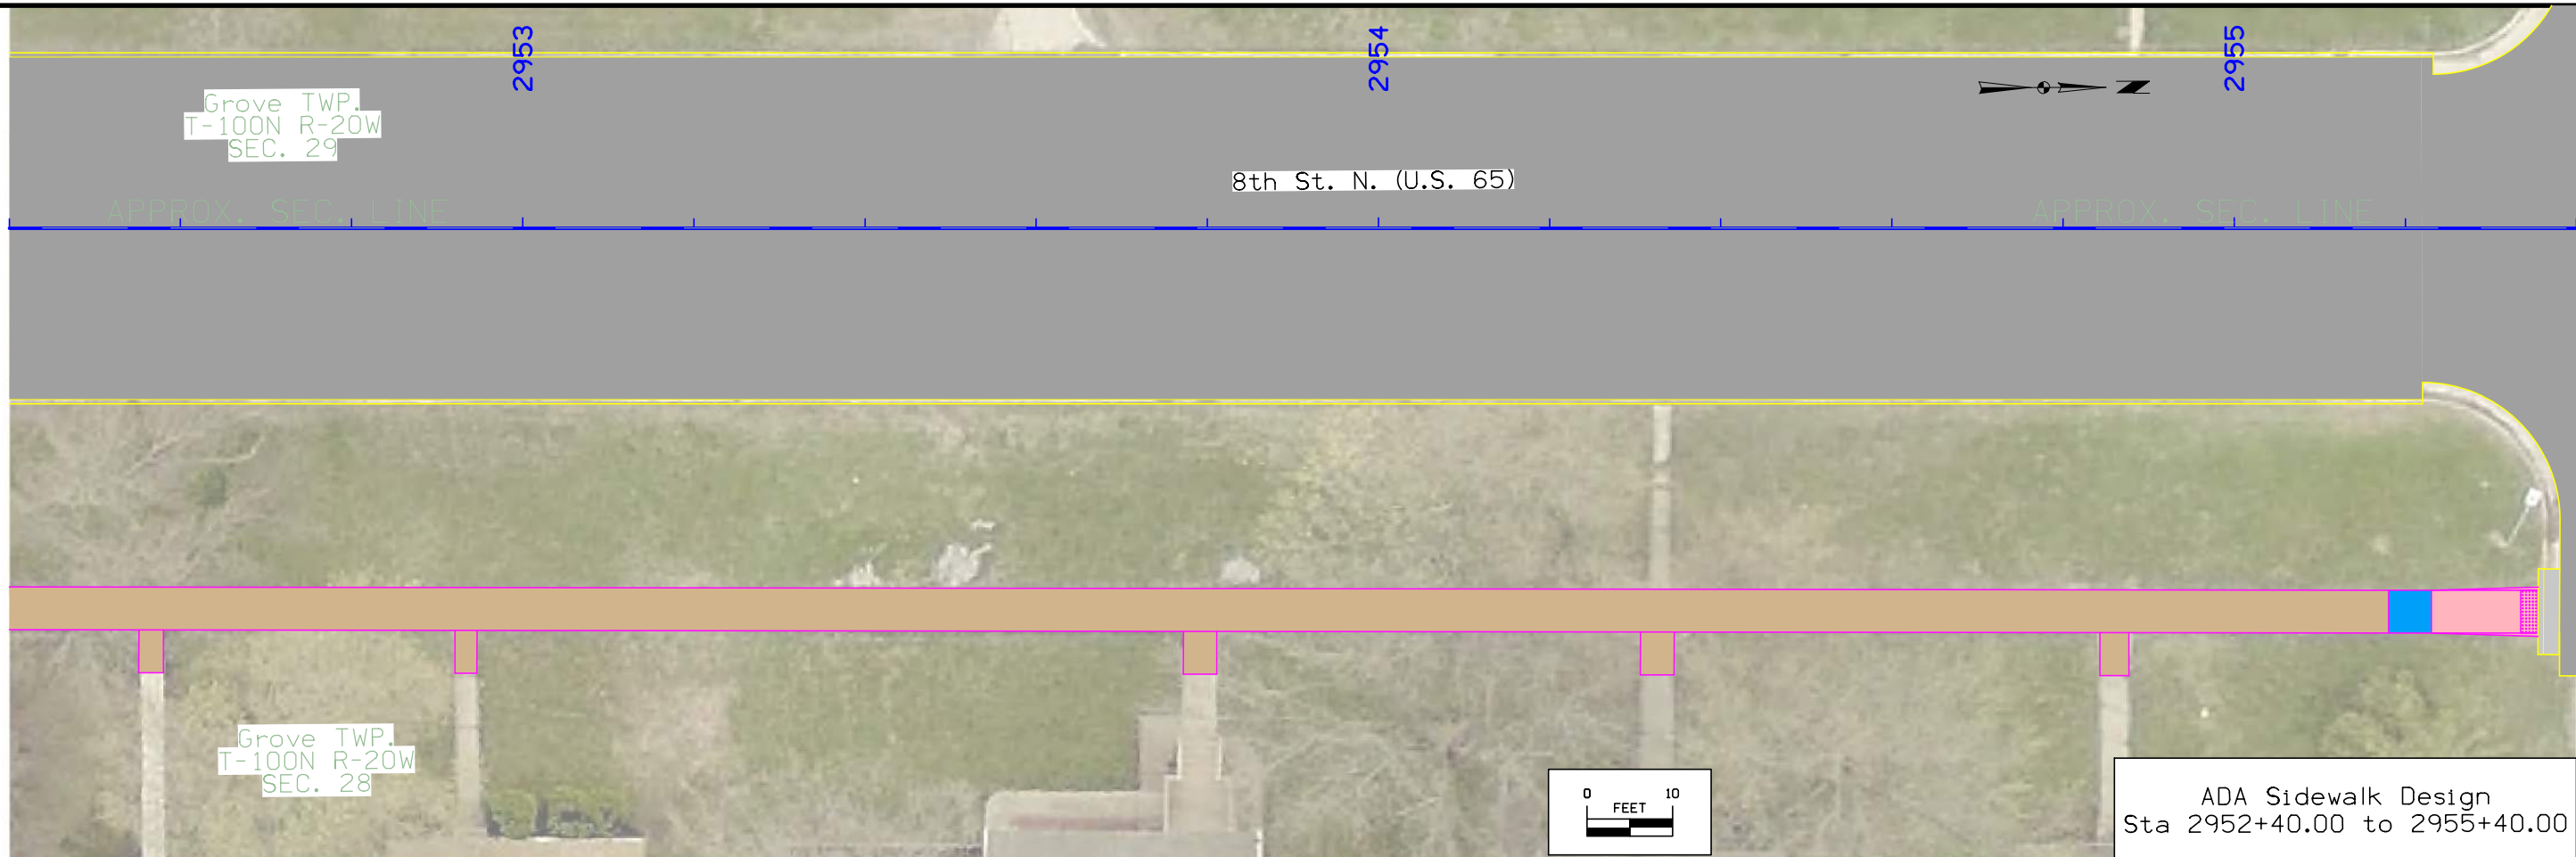 2953
2954
2955
Grove TWP.
T-100N R-20W
SEC. 29
N
8th St. N. (U.S. 65)
APPROX. SEC. LINE
APPROX. SEC. LINE
Grove TWP.
T-100N R-20W
SEC. 28
0 10
FEET
ADA Sidewalk Design
Sta 2952+40.00 to 2955+40.00